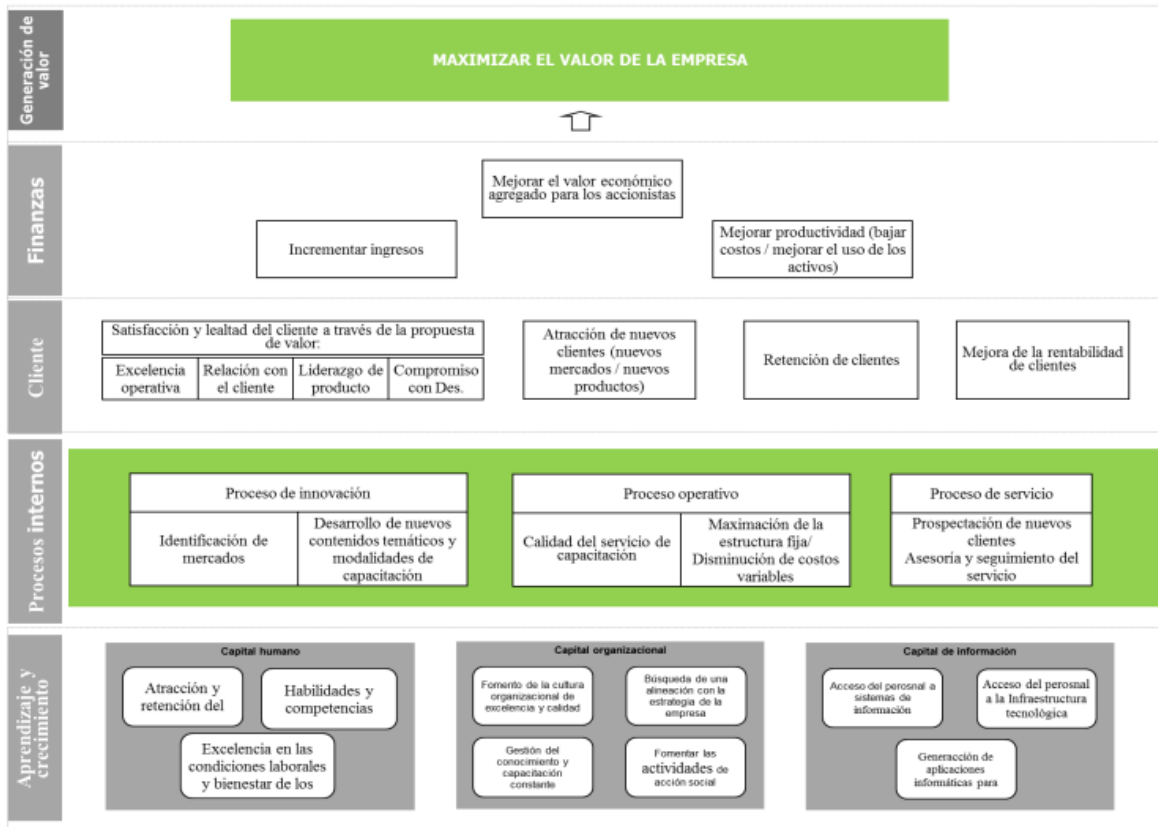 Generación de
valor
MAXIMIZAR EL VALOR DE LA EMPRESA
Finanzas
Mejorar el valor económico
agregado para los accionistas
Incrementar ingresos
Mejorar productividad (bajar
costos / mejorar el uso de los
activos)
Cliente
Satisfacción y lealtad del cliente a través de la propuesta
de valor:
Excelencia
operativa
Relación con
el cliente
Liderazgo de
producto
Compromiso
con Des.
Atracción de nuevos
clientes (nuevos
mercados / nuevos
productos)
Retención de clientes
Mejora de la rentabilidad
de clientes
Procesos internos
Proceso de innovación
Identificación de
mercados
Desarrollo de nuevos
contenidos temáticos y
modalidades de
capacitación
Proceso operativo
Calidad del servicio de
capacitación
Maximación de la
estructura fija/
Disminución de costos
variables
Proceso de servicio
Prospectación de nuevos
clientes
Asesoría y seguimiento del
servicio
Aprendizaje y
crecimiento
Capital humano
Atracción y
retención del
Habilidades y
competencias
Excelencia en las
condiciones laborales
y bienestar de los
Capital organizacional
Fomento de la cultura
organizacional de
excelencia y calidad
Búsqueda de una
alineación con la
estrategia de la
empresa
Gestión del
conocimiento y
capacitación
constante
Fomentar las
actividades de
acción social
Capital de información
Acceso del perosnal a
sistemas de
información
Acceso del perosnal
a la Infraestructura
tecnológica
Generacción de
aplicaciones
informáticas para